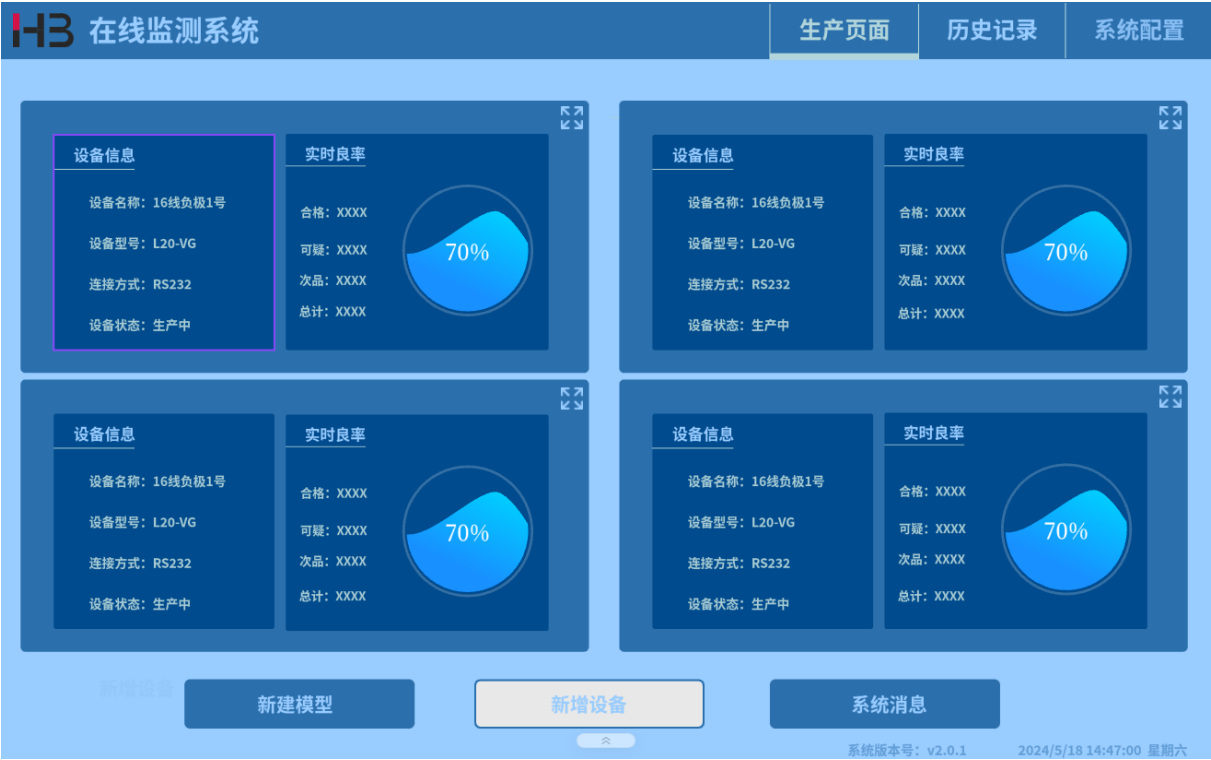 HB 在线监测系统 生产页面 历史记录 系统配置
设备信息
设备名称：16线负极1号
设备型号：L20-VG
连接方式：RS232
设备状态：生产中
实时良率
合格：XXXX
可疑：XXXX
次品：XXXX
总计：XXXX
70%
设备信息
设备名称：16线负极1号
设备型号：L20-VG
连接方式：RS232
设备状态：生产中
实时良率
合格：XXXX
可疑：XXXX
次品：XXXX
总计：XXXX
70%
设备信息
设备名称：16线负极1号
设备型号：L20-VG
连接方式：RS232
设备状态：生产中
实时良率
合格：XXXX
可疑：XXXX
次品：XXXX
总计：XXXX
70%
设备信息
设备名称：16线负极1号
设备型号：L20-VG
连接方式：RS232
设备状态：生产中
实时良率
合格：XXXX
可疑：XXXX
次品：XXXX
总计：XXXX
70%
新增设备
新建模型 新增设备 系统消息
系统版本号：v2.0.1 2024/5/18 14:47:00 星期六